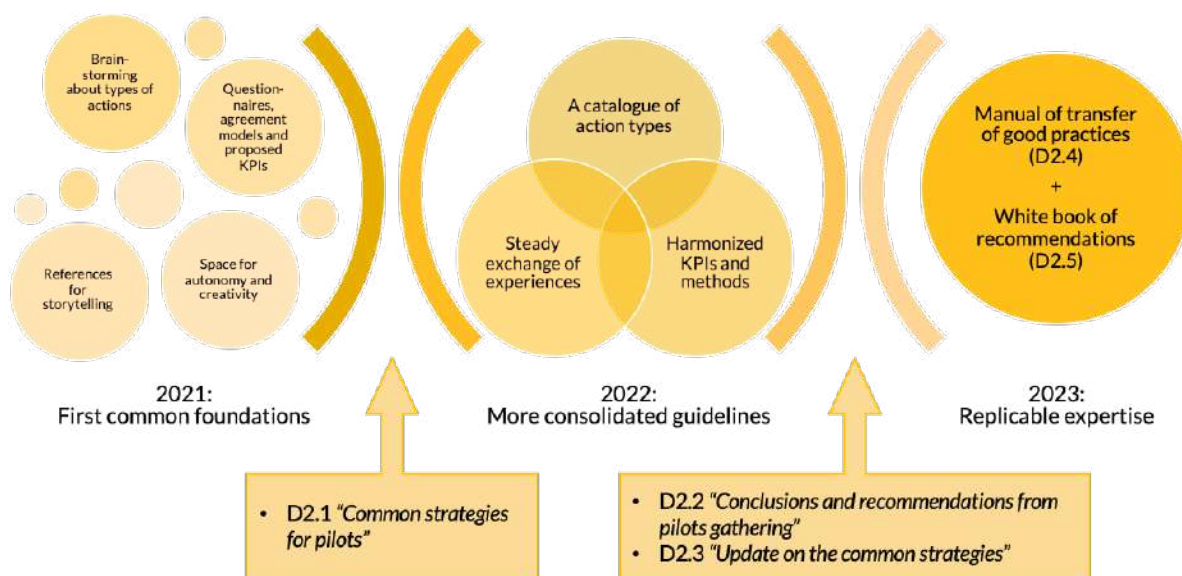 Brain-
storming
about types of
actions
Question-
naires,
agreement
models and
proposed
KPIs
References
for
storytelling
Space for
autonomy and
creativity
2021:
First common foundations
A catalogue of
action types
Steady
exchange of
experiences
Harmonized
KPIs and
methods
2022:
More consolidated guidelines
Manual of transfer
of good practices
(D2.4)
+
White book of
recommendations
(D2.5)
2023:
Replicable expertise
• D2.1 “Common strategies
for pilots”
• D2.2 “Conclusions and recommendations from
pilots gathering”
• D2.3 “Update on the common strategies”